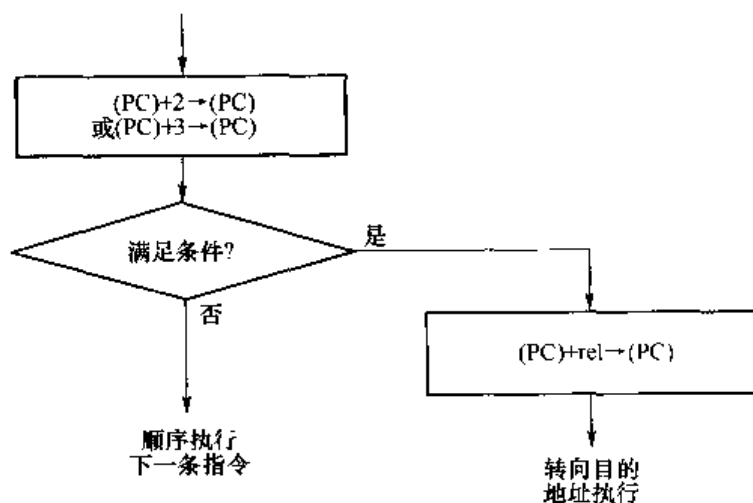 (PC)+2→(PC)
或(PC)+3→(PC)
满足条件?
是
否
(PC)+rel→(PC)
顺序执行
下一条指令
转向目的
地址执行